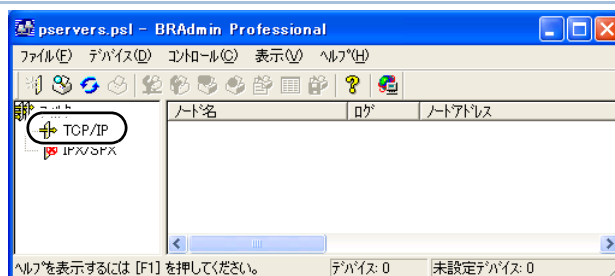 pservers.psl - BRAdmin Professional
ファイル(F) デバイス(D) コントロール(C) 表示(V) ヘルプ(H)
ノード名 ログ ノードアドレス
TCP/IP
IPX/SPX
ヘルプを表示するには [F1] を押してください。 デバイス: 0 未設定デバイス: 0